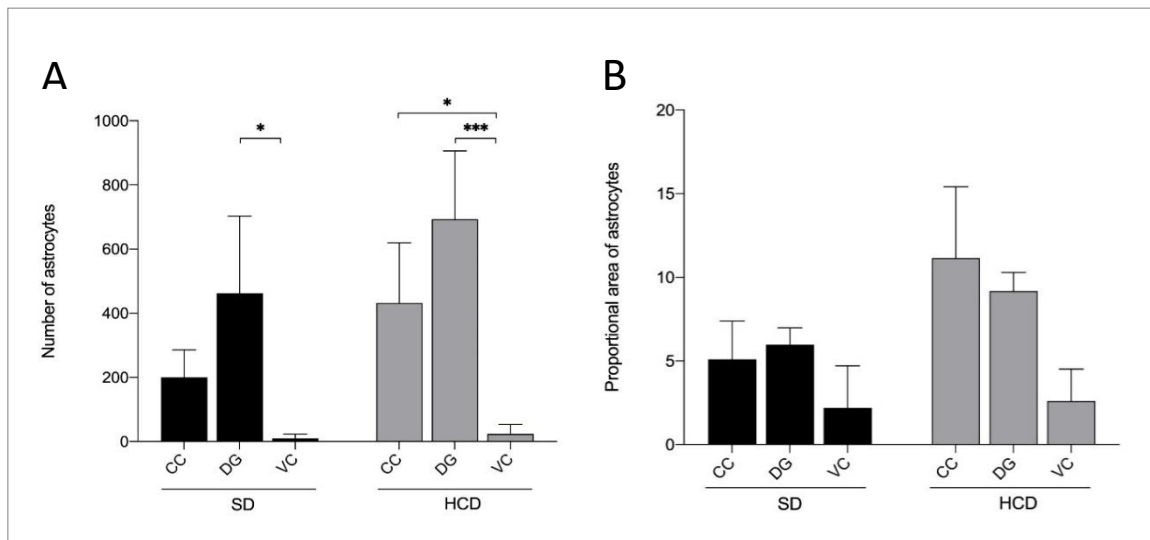 A
Number of astrocytes
1000
800
600
400
200
0
*
*
***
CC DG VC CC DG VC
SD HCD
B
Proportional area of astrocytes
20
15
10
5
0
CC DG VC CC DG VC
SD HCD